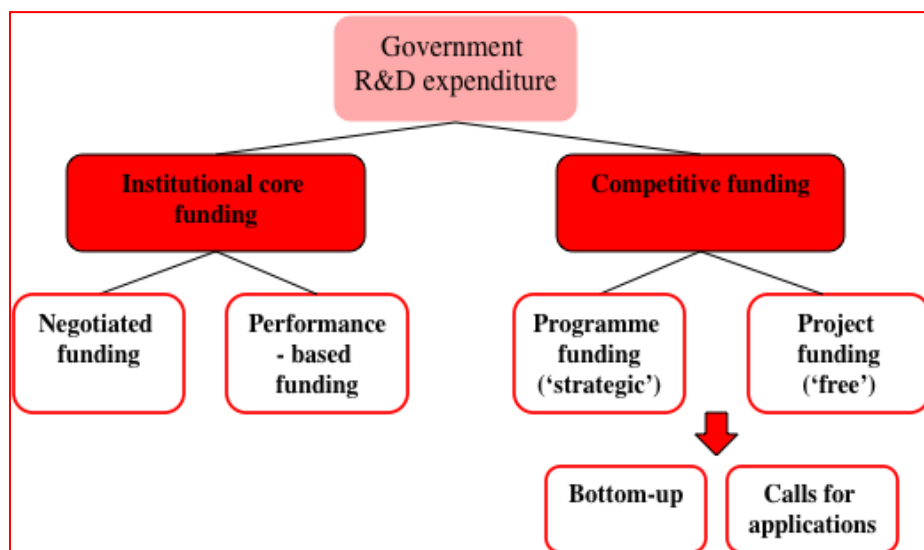 Government
R&D expenditure
Institutional core
funding
Competitive funding
Negotiated
funding
Performance
- based
funding
Programme
funding
(‘strategic’)
Project
funding
(‘free’)
Bottom-up
Calls for
applications